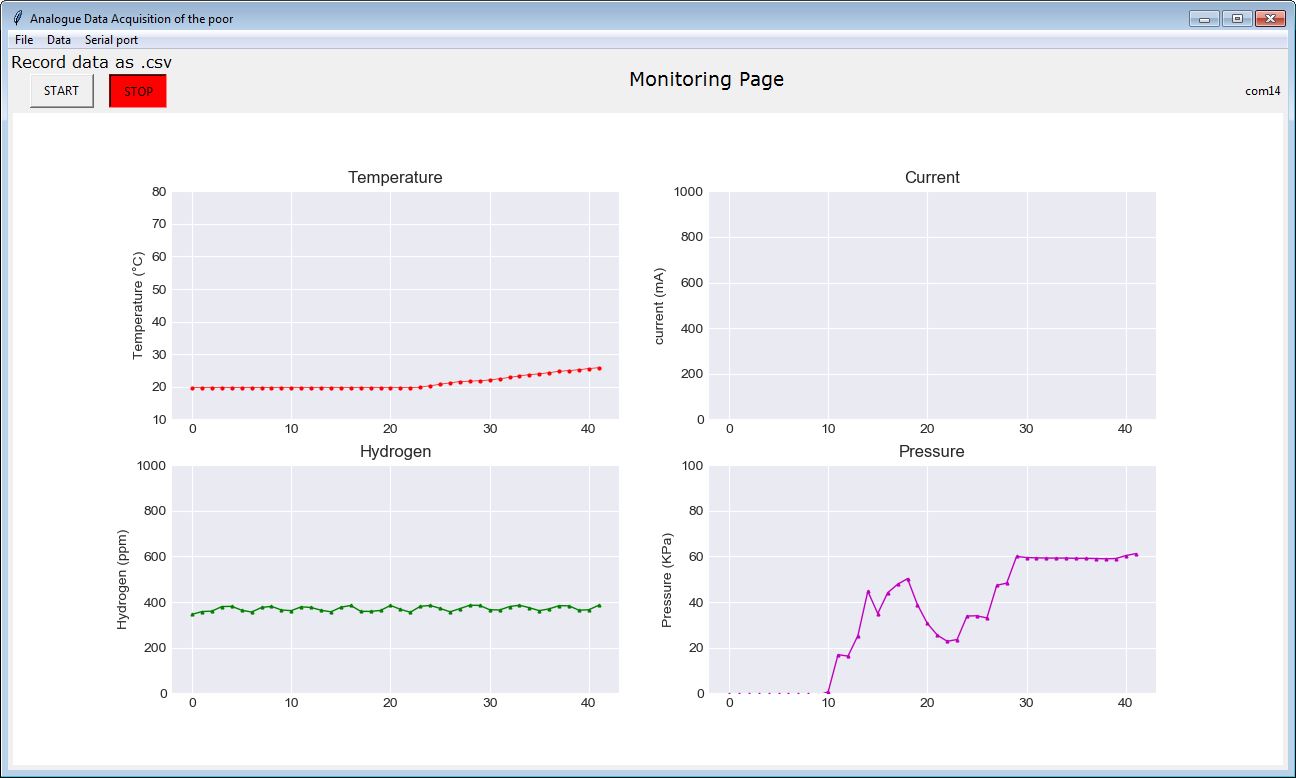 Analogue Data Acquisition of the poor
File Data Serial port
Record data as .csv
START STOP
Monitoring Page
com14
Temperature
Temperature (°C)
80
70
60
50
40
30
20
10
0 10 20 30 40
Current
current (mA)
1000
800
600
400
200
0
0 10 20 30 40
Hydrogen
Hydrogen (ppm)
1000
800
600
400
200
0
0 10 20 30 40
Pressure
Pressure (KPa)
100
80
60
40
20
0
0 10 20 30 40